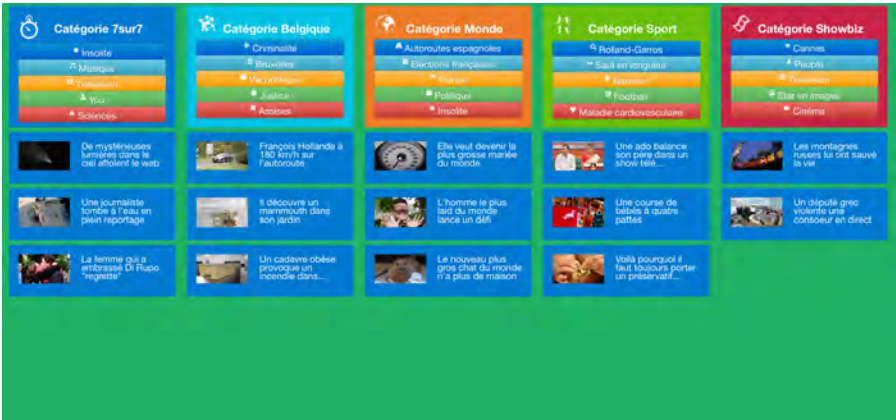 Catégorie 7sur7
Insolite
Musique
Télévision
You
Sciences
Catégorie Belgique
Criminalité
Bruxelles
Vie politique
Justice
Assises
Catégorie Monde
Autoroutes espagnoles
Elections françaises
France
Politique
Insolite
Catégorie Sport
Rolland-Garros
Saut en longueur
Natation
Football
Maladie cardiovasculaire
Catégorie Showbiz
Cannes
People
Télévision
Star en images
Cinéma
De mystérieuses
lumières dans le
ciel affolent le web
François Hollande à
180 km/h sur
l'autoroute
Elle veut devenir la
plus grosse mariée
du monde
Une ado balance
son père dans un
show télé...
Les montagnes
russes lui ont sauvé
la vie
Une journaliste
tombe à l'eau en
plein reportage
Il découvre un
mammouth dans
son jardin
L'homme le plus
laid du monde
lance un défi
Une course de
bébés à quatre
pattes
Un député grec
violente une
consoeur en direct
La femme qui a
embrassé Di Rupo
"regrette"
Un cadavre obèse
provoque un
incendie dans...
Le nouveau plus
gros chat du monde
n'a plus de maison
Voilà pourquoi il
faut toujours porter
un préservatif...